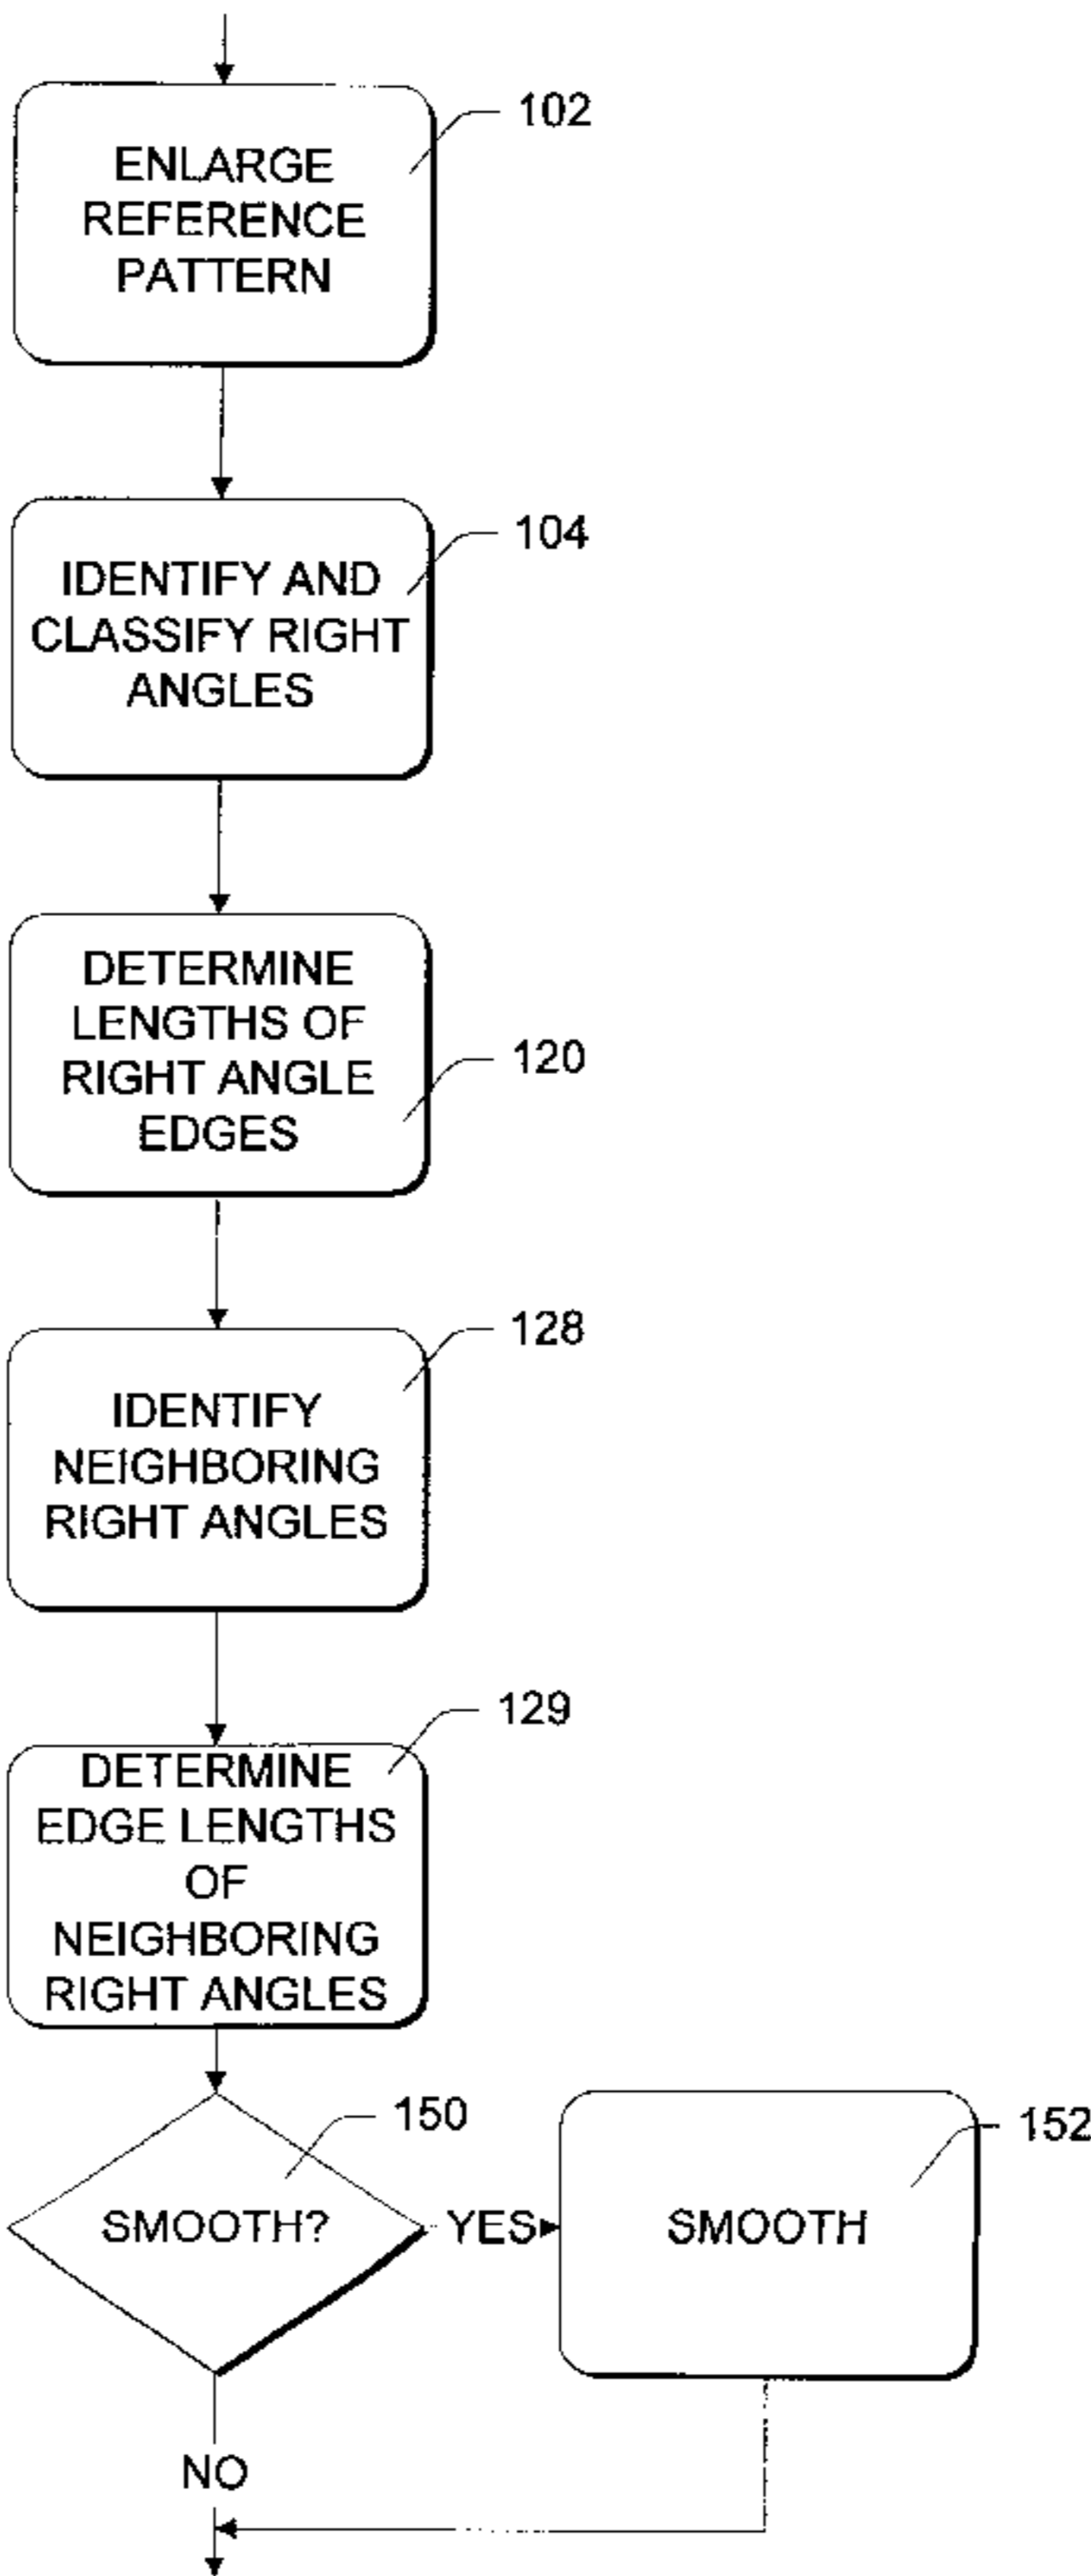 102
ENLARGE
REFERENCE
PATTERN
104
IDENTIFY AND
CLASSIFY RIGHT
ANGLES
DETERMINE
LENGTHS OF
RIGHT ANGLE
EDGES
120
128
IDENTIFY
NEIGHBORING
RIGHT ANGLES
129
DETERMINE
EDGE LENGTHS
OF
NEIGHBORING
RIGHT ANGLES
150
152
SMOOTH?
YES
SMOOTH
NO